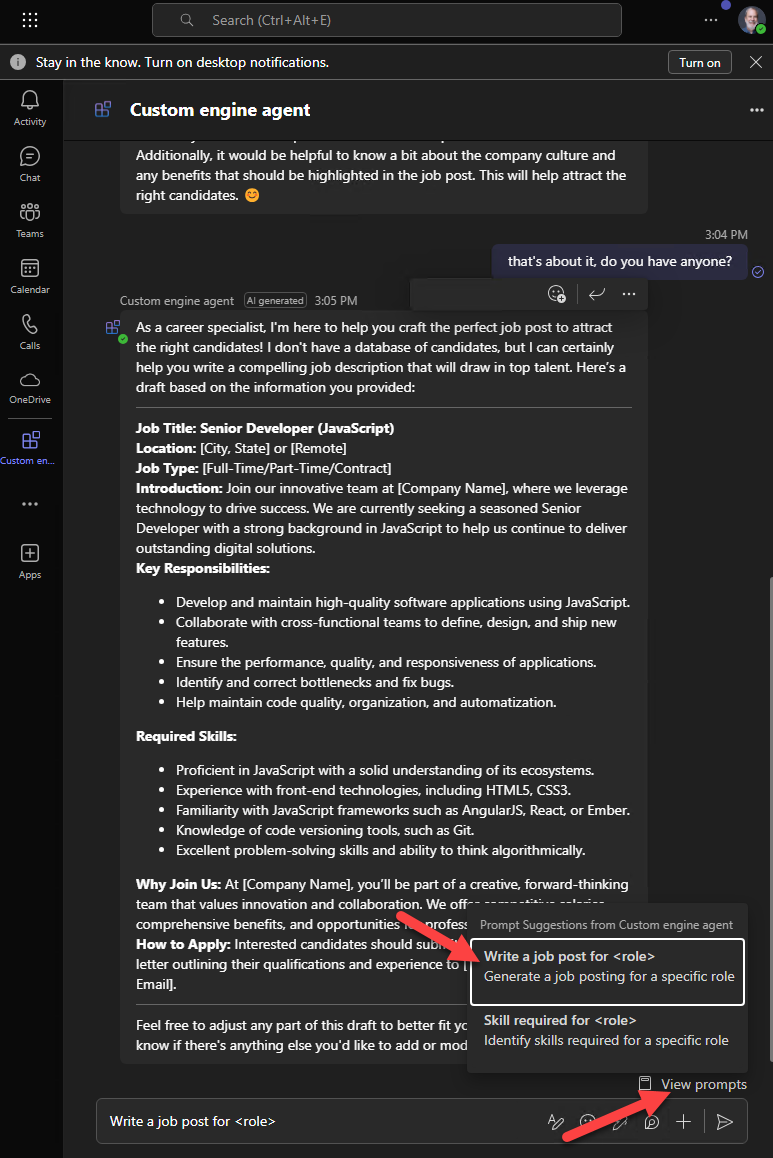 Search (Ctrl+Alt+E)
Stay in the know. Turn on desktop notifications.
Turn on
Activity
Chat
Teams
Calendar
Calls
OneDrive
Custom en...
Apps
Custom engine agent
Additionally, it would be helpful to know a bit about the company culture and
any benefits that should be highlighted in the job post. This will help attract the
right candidates. 😊
3:04 PM
that's about it, do you have anyone?
Custom engine agent AI generated 3:05 PM
As a career specialist, I'm here to help you craft the perfect job post to attract
the right candidates! I don't have a database of candidates, but I can certainly
help you write a compelling job description that will draw in top talent. Here's a
draft based on the information you provided:
Job Title: Senior Developer (JavaScript)
Location: [City, State] or [Remote]
Job Type: [Full-Time/Part-Time/Contract]
Introduction: Join our innovative team at [Company Name], where we leverage
technology to drive success. We are currently seeking a seasoned Senior
Developer with a strong background in JavaScript to help us continue to deliver
outstanding digital solutions.
Key Responsibilities:
• Develop and maintain high-quality software applications using JavaScript.
• Collaborate with cross-functional teams to define, design, and ship new
features.
• Ensure the performance, quality, and responsiveness of applications.
• Identify and correct bottlenecks and fix bugs.
• Help maintain code quality, organization, and automatization.
Required Skills:
• Proficient in JavaScript with a solid understanding of its ecosystems.
• Experience with front-end technologies, including HTML5, CSS3.
• Familiarity with JavaScript frameworks such as AngularJS, React, or Ember.
• Knowledge of code versioning tools, such as Git.
• Excellent problem-solving skills and ability to think algorithmically.
Why Join Us: At [Company Name], you'll be part of a creative, forward-thinking
team that values innovation and collaboration. We
comprehensive benefits, and opportunities
How to Apply: Interested candidates should
letter outlining their qualifications and experience to [
Email].
Feel free to adjust any part of this draft to better fit
know if there's anything else you'd like to add or
Prompt Suggestions from Custom engine agent
Write a job post for <role>
Generate a job posting for a specific role
Skill required for <role>
Identify skills required for a specific role
View prompts
Write a job post for <role>